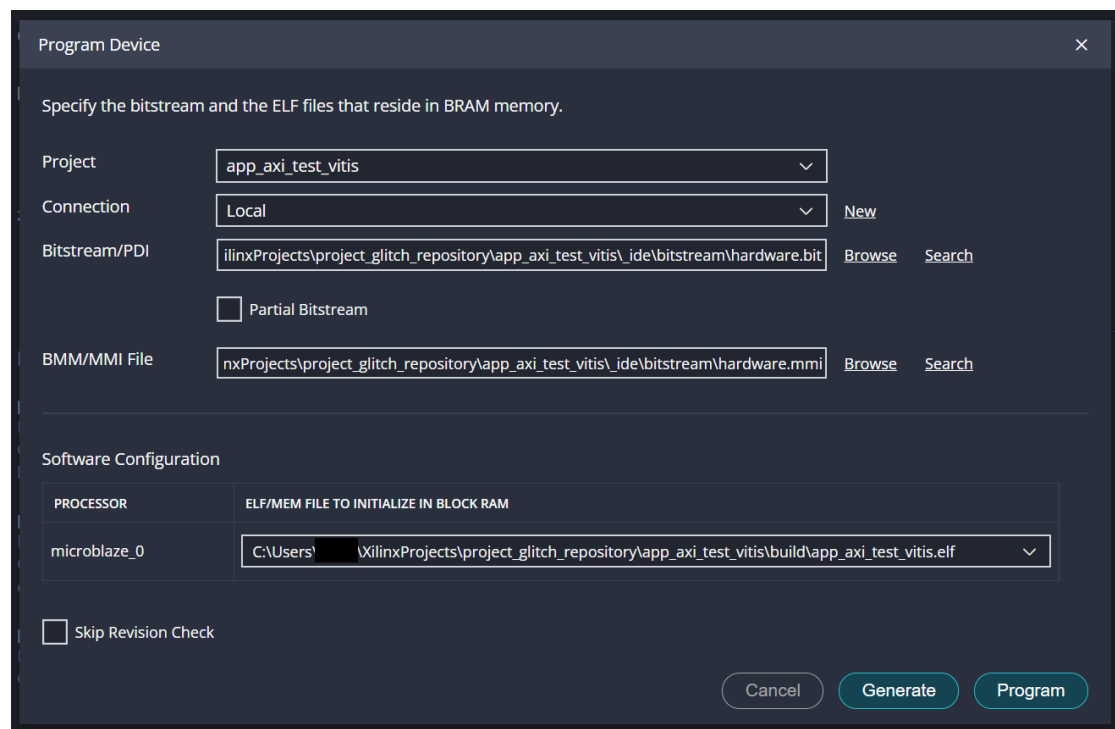 Program Device
Specify the bitstream and the ELF files that reside in BRAM memory.
Project app_axi_test_vitis
Connection Local New
Bitstream/PDI ilinxProjects\project_glitch_repository\app_axi_test_vitis\_ide\bitstream\hardware.bit Browse Search
Partial Bitstream
BMM/MMI File nxProjects\project_glitch_repository\app_axi_test_vitis\_ide\bitstream\hardware.mmi Browse Search
Software Configuration
PROCESSOR ELF/MEM FILE TO INITIALIZE IN BLOCK RAM
microblaze_0 C:\Users\ \XilinxProjects\project_glitch_repository\app_axi_test_vitis\build\app_axi_test_vitis.elf
Skip Revision Check
Cancel Generate Program